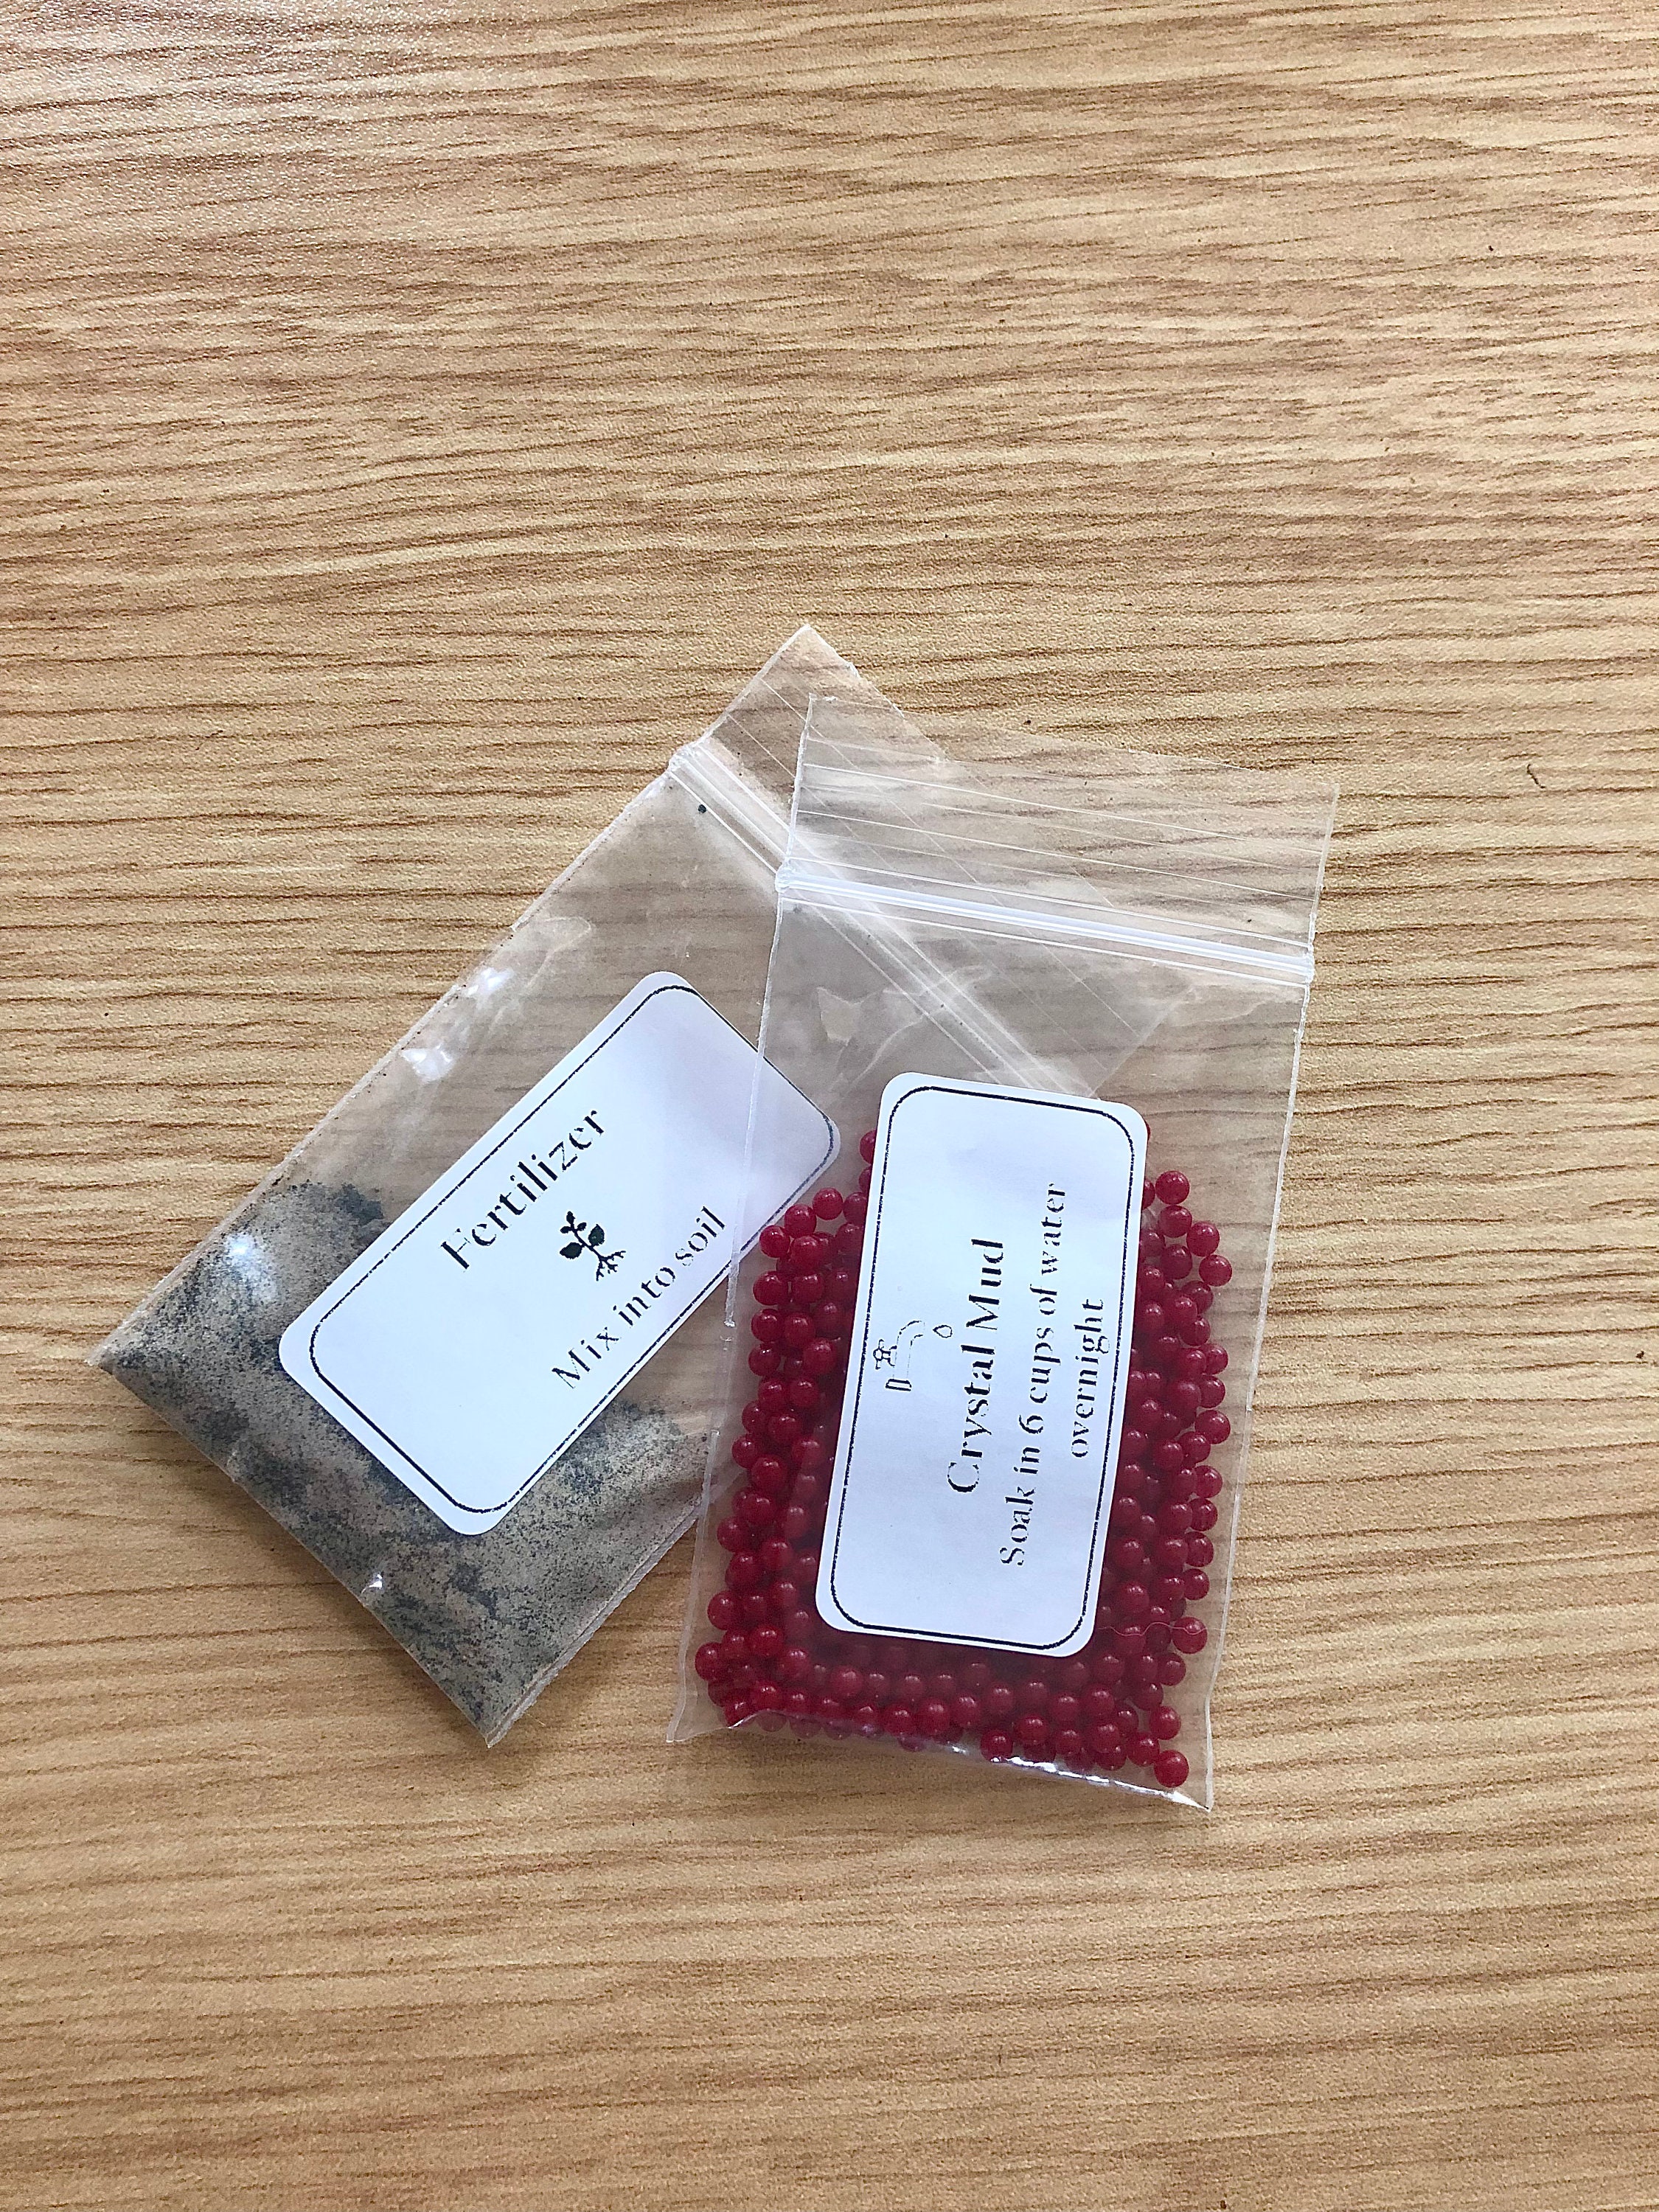 Fertilizer
Mix into soil
Crystal Mud
Soak in 6 cups of water
overnight